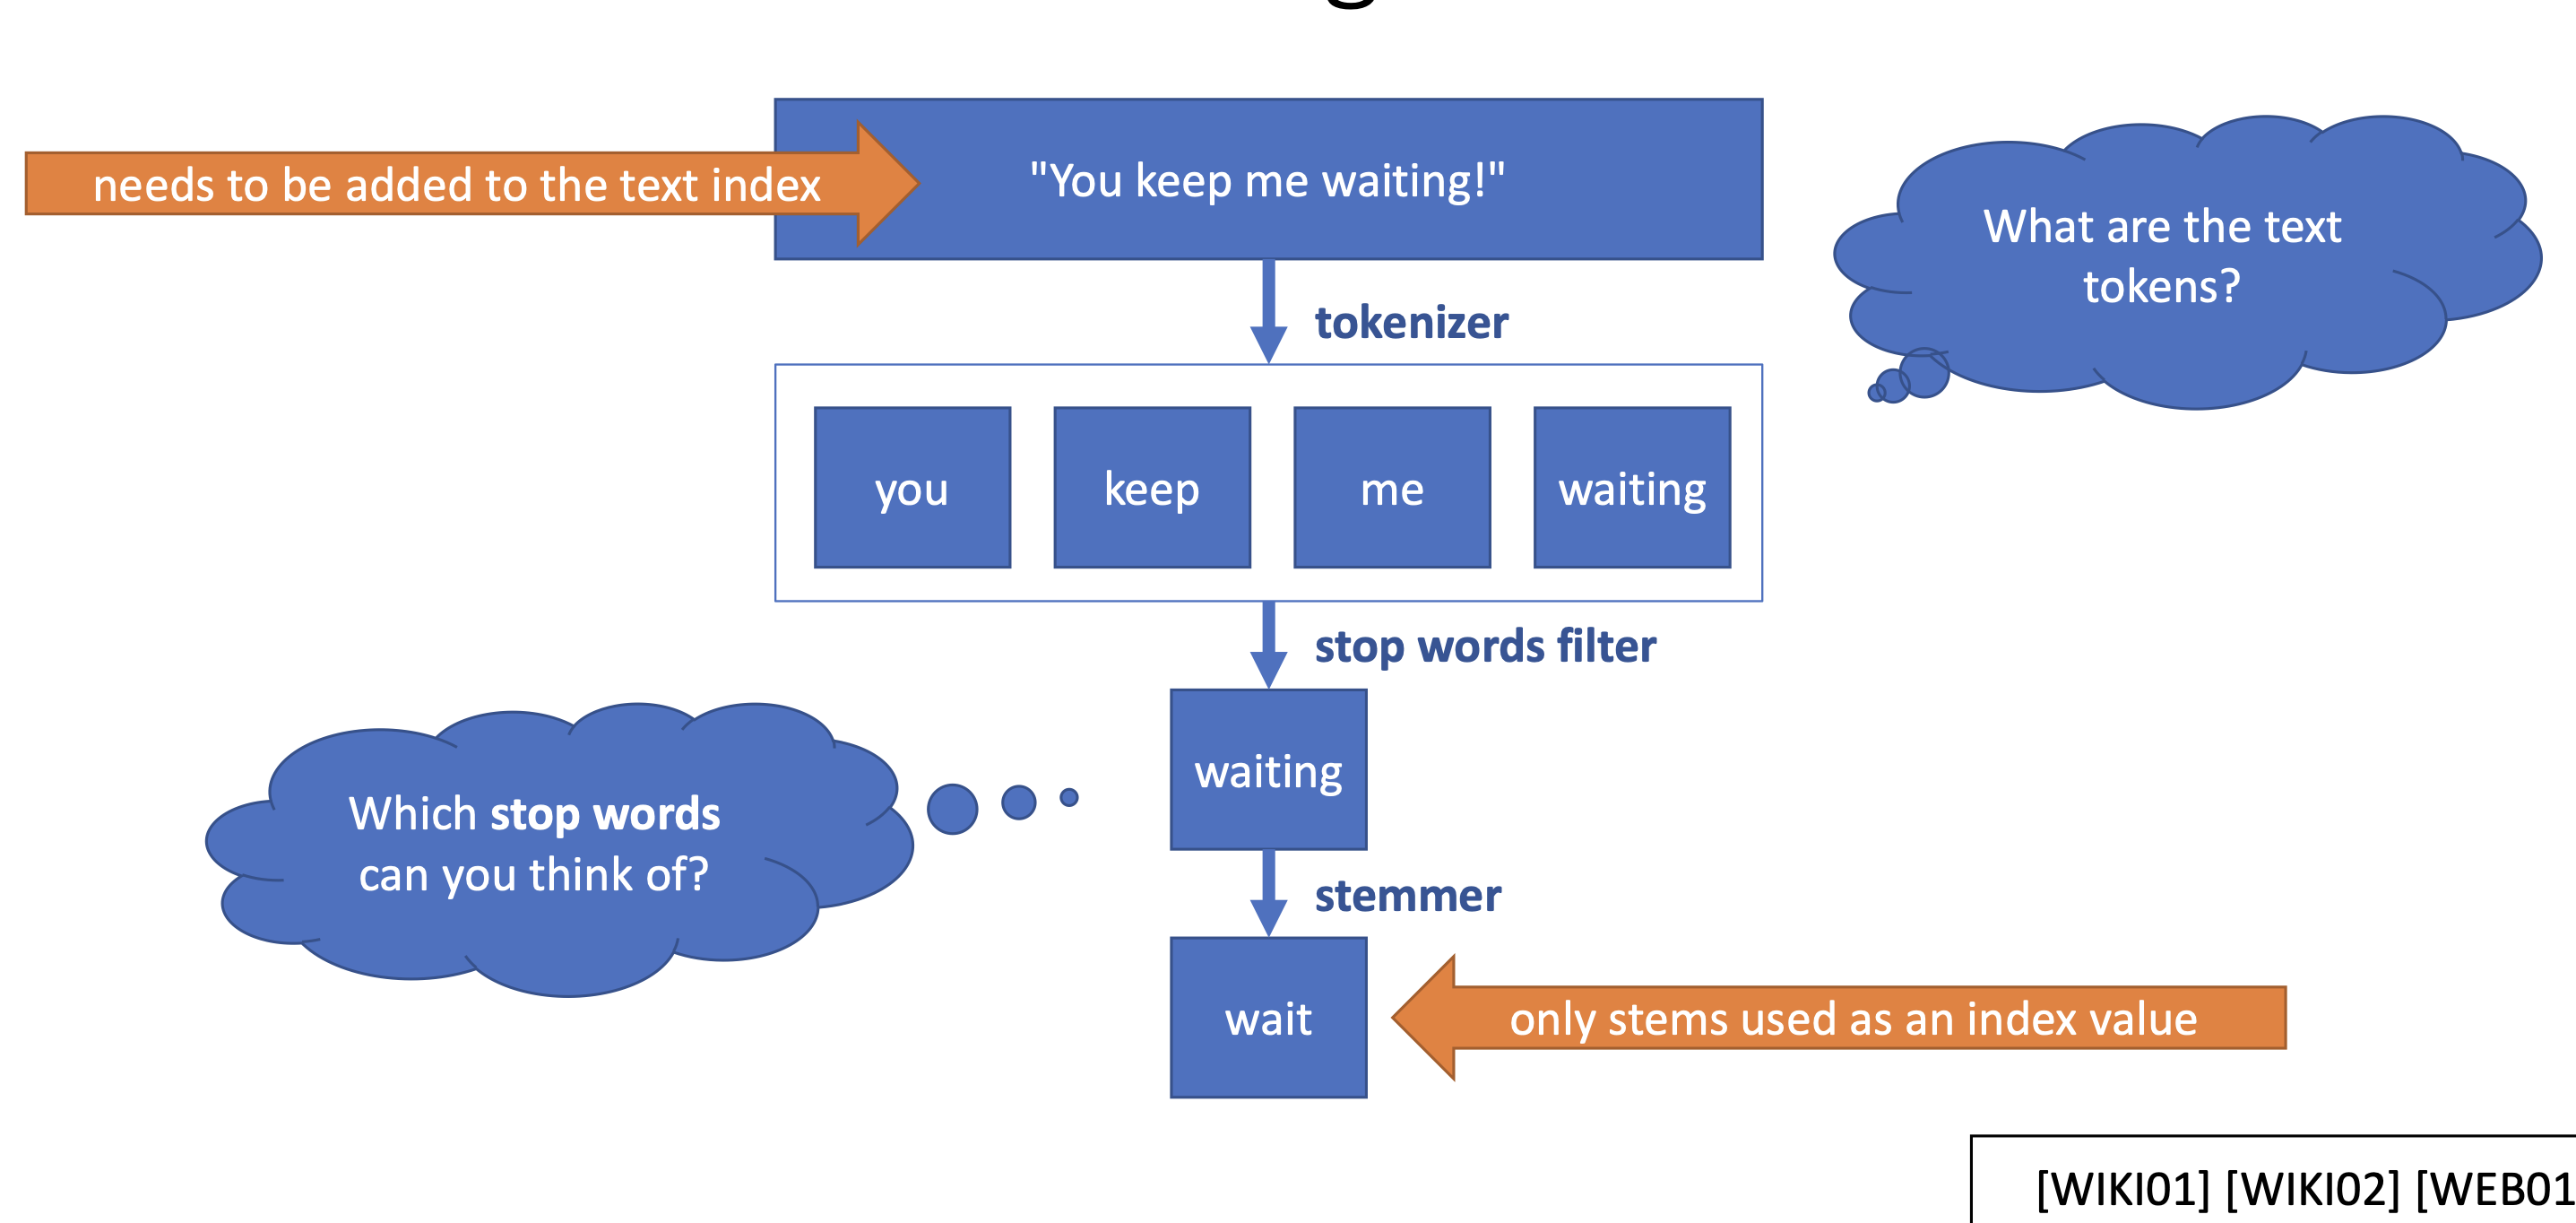 needs to be added to the text index
"You keep me waiting!"
What are the text
tokens?
tokenizer
you
keep
me
waiting
stop words filter
waiting
Which stop words
can you think of?
stemmer
wait
only stems used as an index value
[WIKI01] [WIKI02] [WEB01